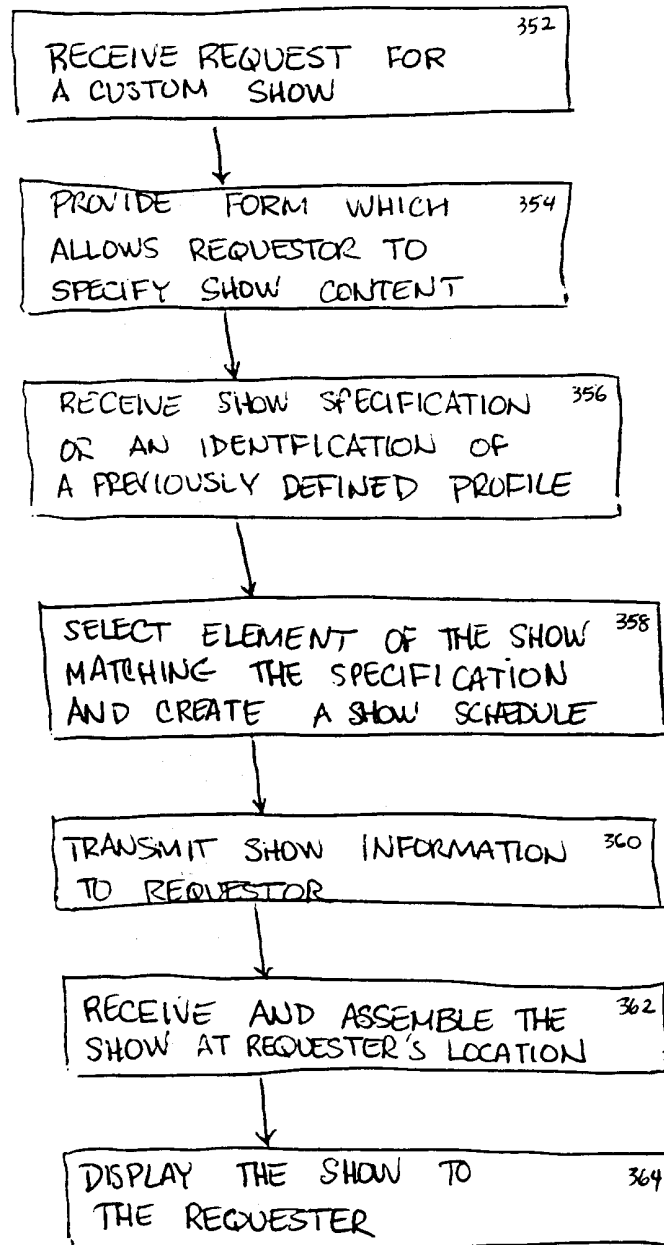 352
RECEIVE REQUEST FOR
A CUSTOM SHOW
PROVIDE FORM WHICH 354
ALLOWS REQUESTOR TO
SPECIFY SHOW CONTENT
RECEIVE SHOW SPECIFICATION 356
OR AN IDENTFICATION OF
A PREVIOUSLY DEFINED PROFILE
SELECT ELEMENT OF THE SHOW 358
MATCHING THE SPECIFICATION
AND CREATE A SHOW SCHEDULE
TRANSMIT SHOW INFORMATION 360
TO REQUESTOR
RECEIVE AND ASSEMBLE THE 362
SHOW AT REQUESTER'S LOCATION
DISPLAY THE SHOW TO 364
THE REQUESTER